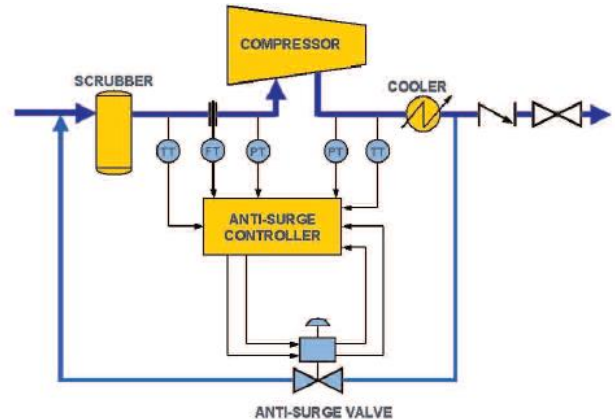 COMPRESSOR
SCRUBBER
COOLER
TT
FT
PT
PT
TT
ANTI-SURGE
CONTROLLER
ANTI-SURGE VALVE